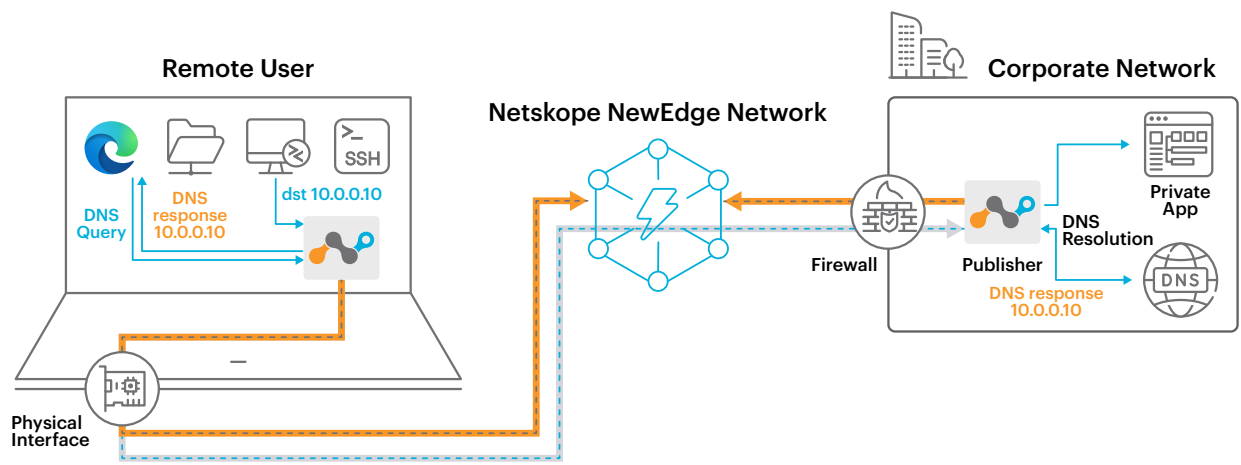 Remote User
>_
SSH
DNS
Query
DNS
response
10.0.0.10
dst 10.0.0.10
Physical
Interface
Netskope NewEdge Network
Corporate Network
Firewall
Publisher
Private
App
DNS
Resolution
DNS response
10.0.0.10
DNS